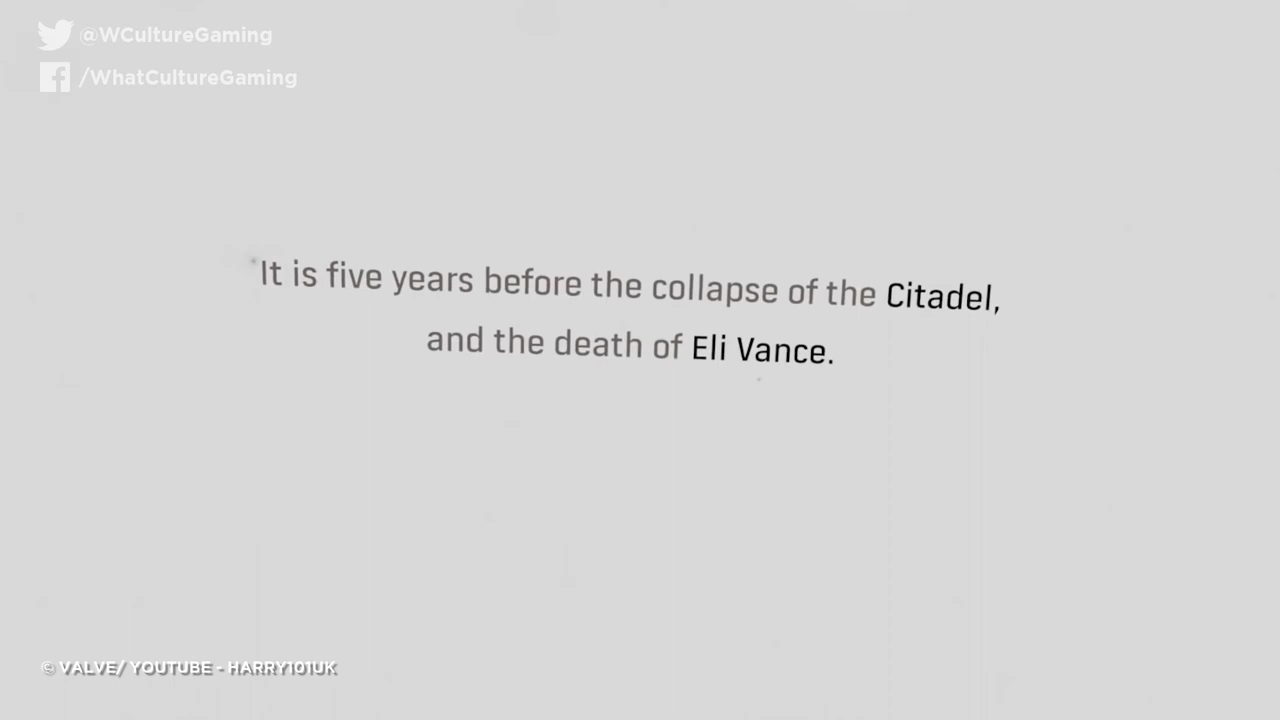 @WCultureGaming
/WhatCultureGaming
It is five years before the collapse of the Citadel,
and the death of Eli Vance.
© VALVE/ YOUTUBE - HARRY101UK